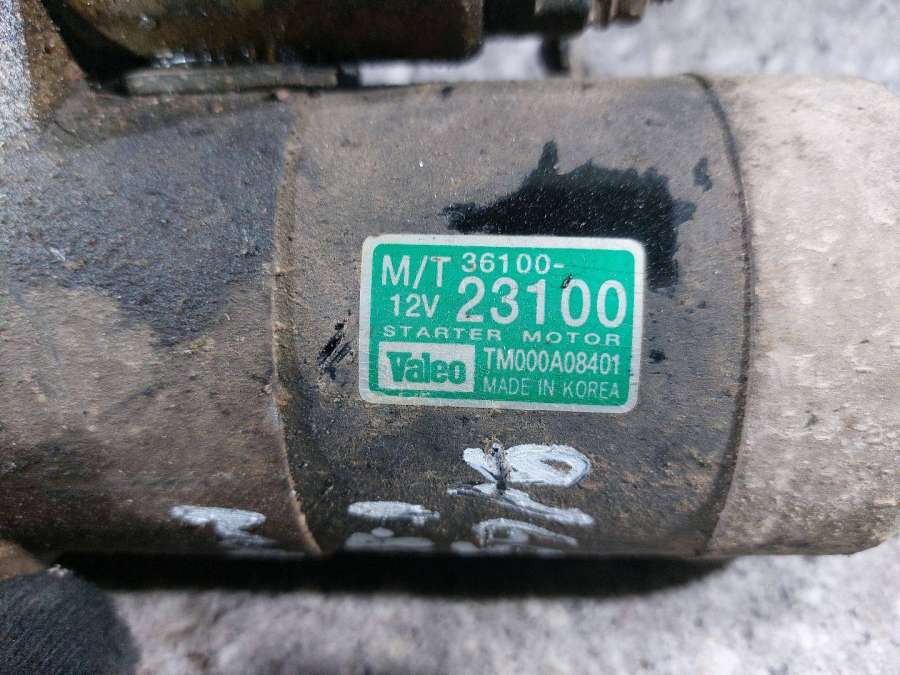 M/T 36100-
12V 23100
STARTER MOTOR
Valeo TM000A08401
MADE IN KOREA